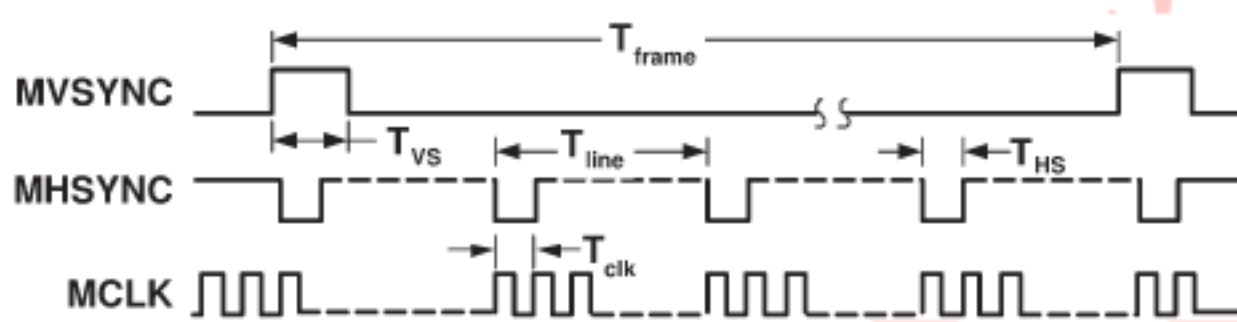 Tframe
MVSYNC
TVS Tline THS
MHSYNC
Tclk
MCLK